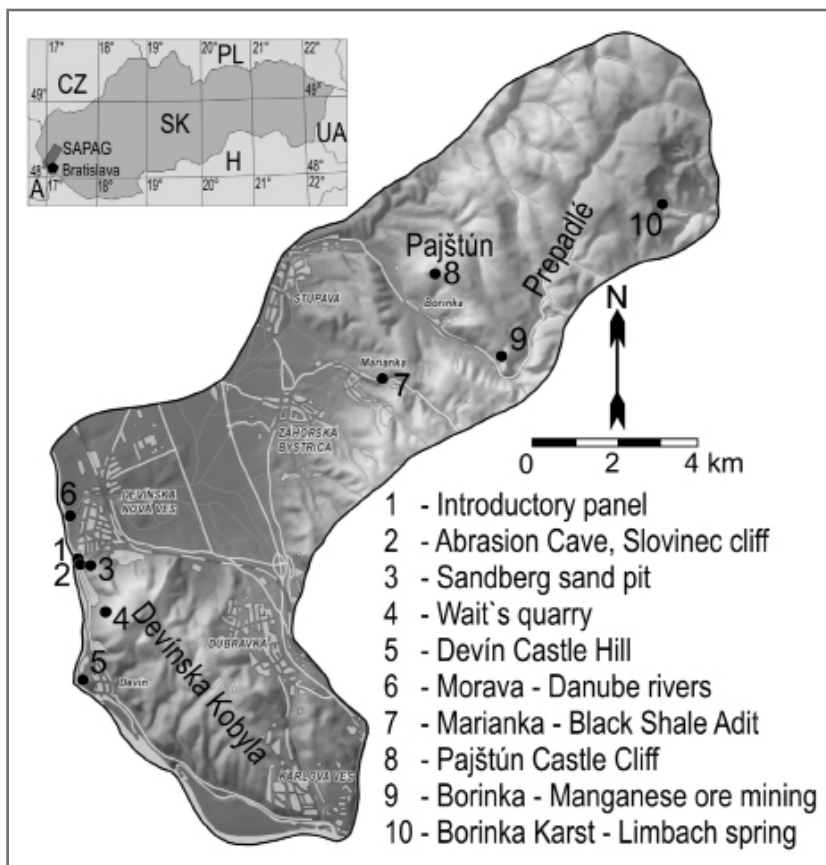 17° 18° 19° 20° 21° 22°
PL
CZ
49° 49°
SK
UA
SAPAG
Bratislava
H
48° 48°
A
17° 18° 19° 20° 21° 22°
10
Prepadlé
Pajštún
8
STUPAVA
Borinka
N
9
Marianka
7
ZÁHORSKA
BYSTRICA
0 2 4 km
6
DEVÍNSKA
NOVÁ VES
1
2
3
4
Devínska Kobyla
DÚBRAVKA
5
Devín
KARLOVA VES
1 - Introductory panel
2 - Abrasion Cave, Slovinec cliff
3 - Sandberg sand pit
4 - Wait`s quarry
5 - Devín Castle Hill
6 - Morava - Danube rivers
7 - Marianka - Black Shale Adit
8 - Pajštún Castle Cliff
9 - Borinka - Manganese ore mining
10 - Borinka Karst - Limbach spring